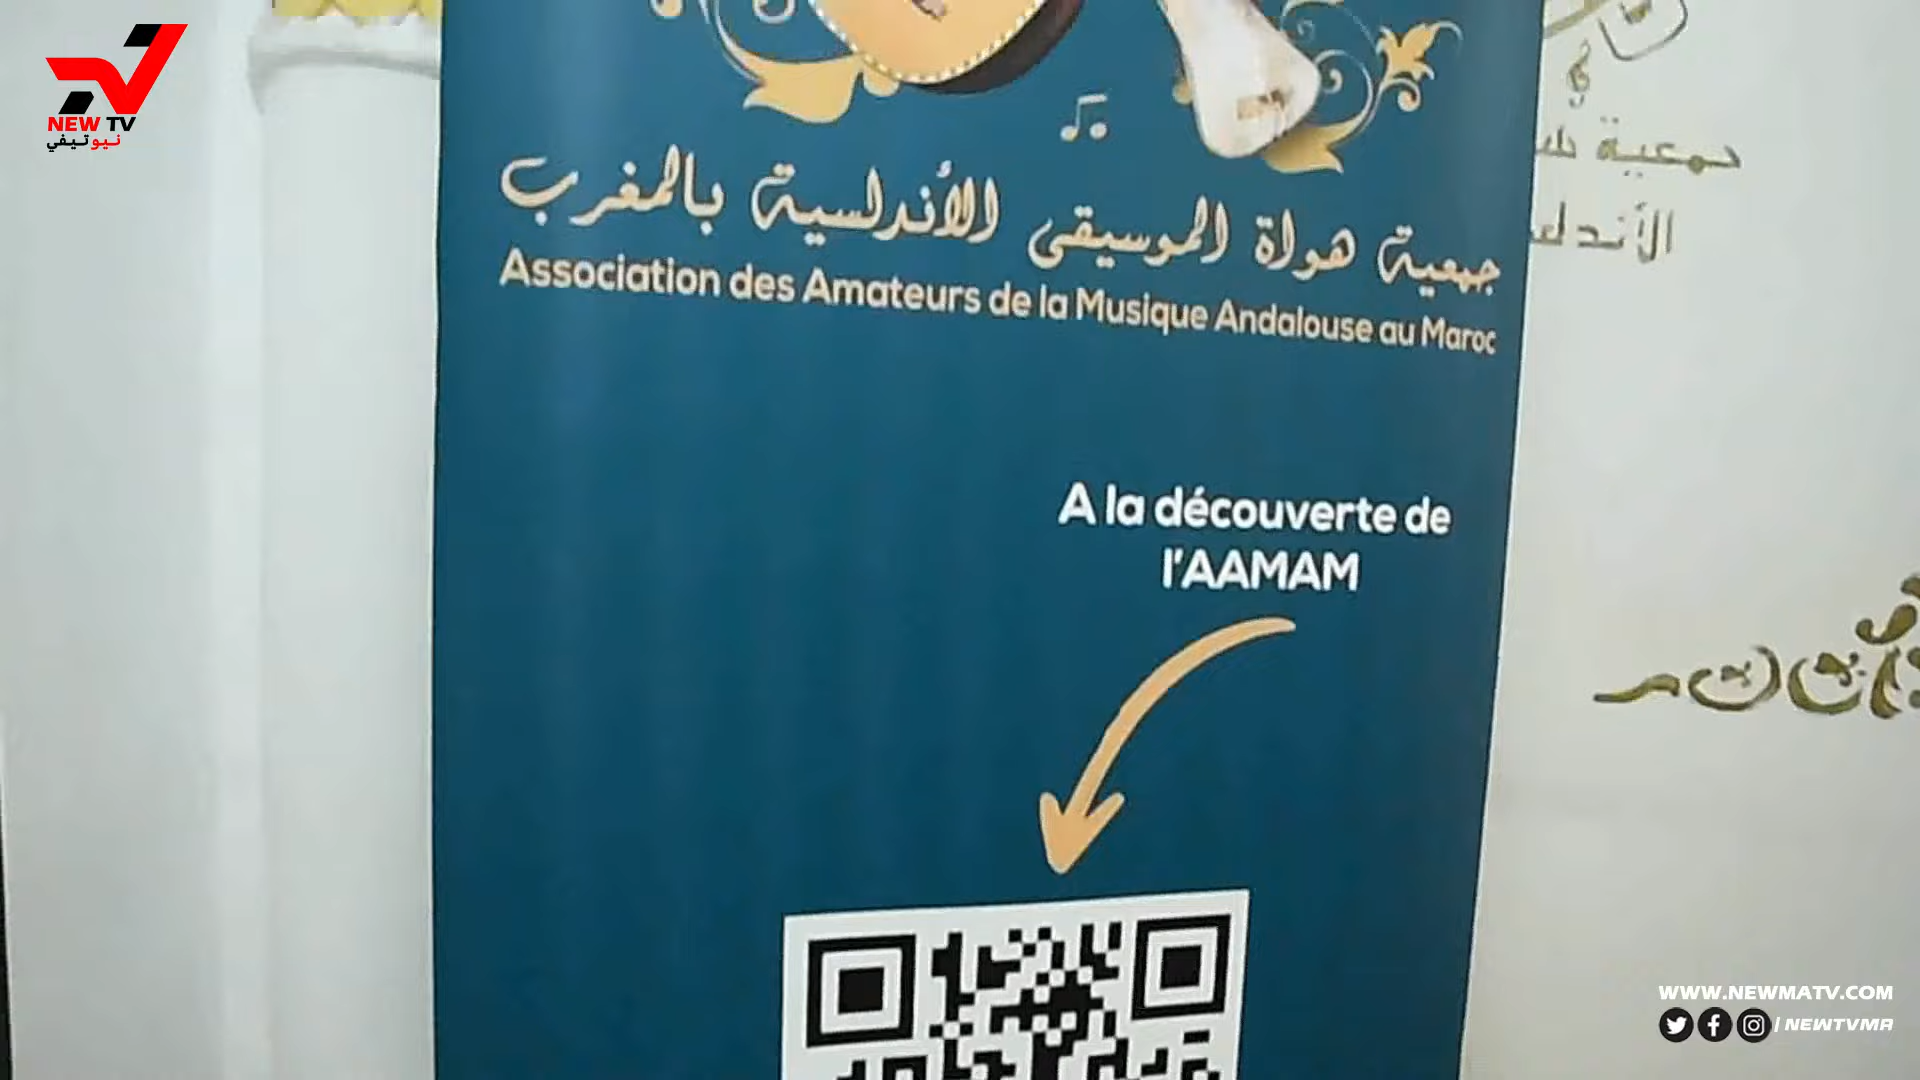 NEW TV
نيوتيفي
جمعية هواة الموسيقى الأندلسية بالمغرب
Association des Amateurs de la Musique Andalouse au Maroc
A la découverte de
l'AAMAM
جمعية
WWW.NEWMATV.COM
/ NEWTVMA